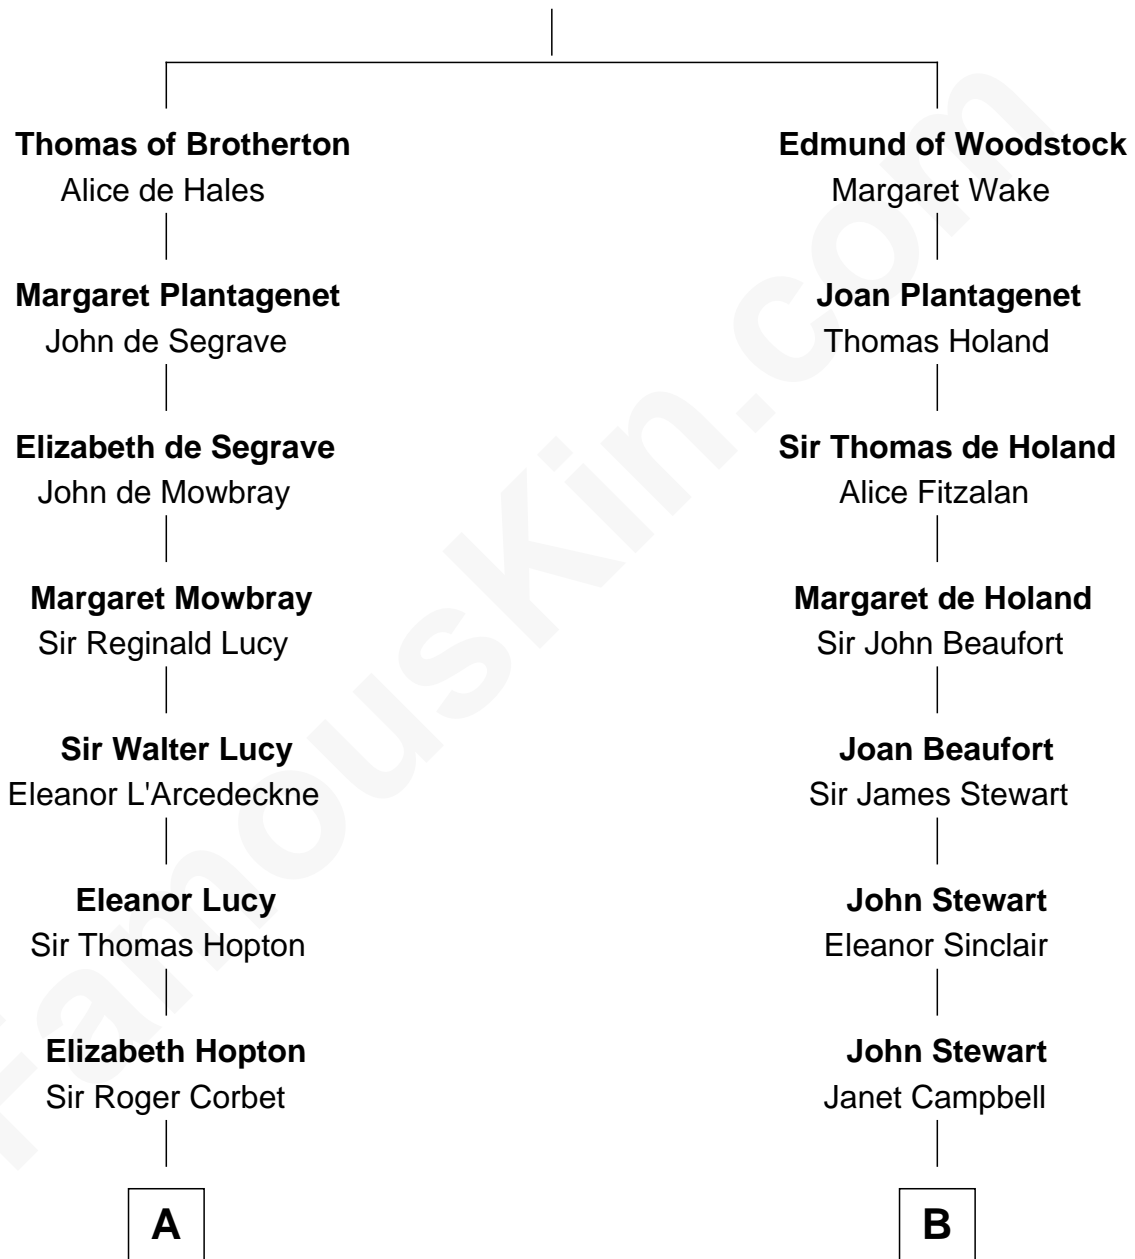 Thomas of Brotherton
Alice de Hales
Margaret Plantagenet
John de Segrave
Elizabeth de Segrave
John de Mowbray
Margaret Mowbray
Sir Reginald Lucy
Sir Walter Lucy
Eleanor L'Arcedeckne
Eleanor Lucy
Sir Thomas Hopton
Elizabeth Hopton
Sir Roger Corbet
A
Edmund of Woodstock
Margaret Wake
Joan Plantagenet
Thomas Holand
Sir Thomas de Holand
Alice Fitzalan
Margaret de Holand
Sir John Beaufort
Joan Beaufort
Sir James Stewart
John Stewart
Eleanor Sinclair
John Stewart
Janet Campbell
B
FamousKin.com